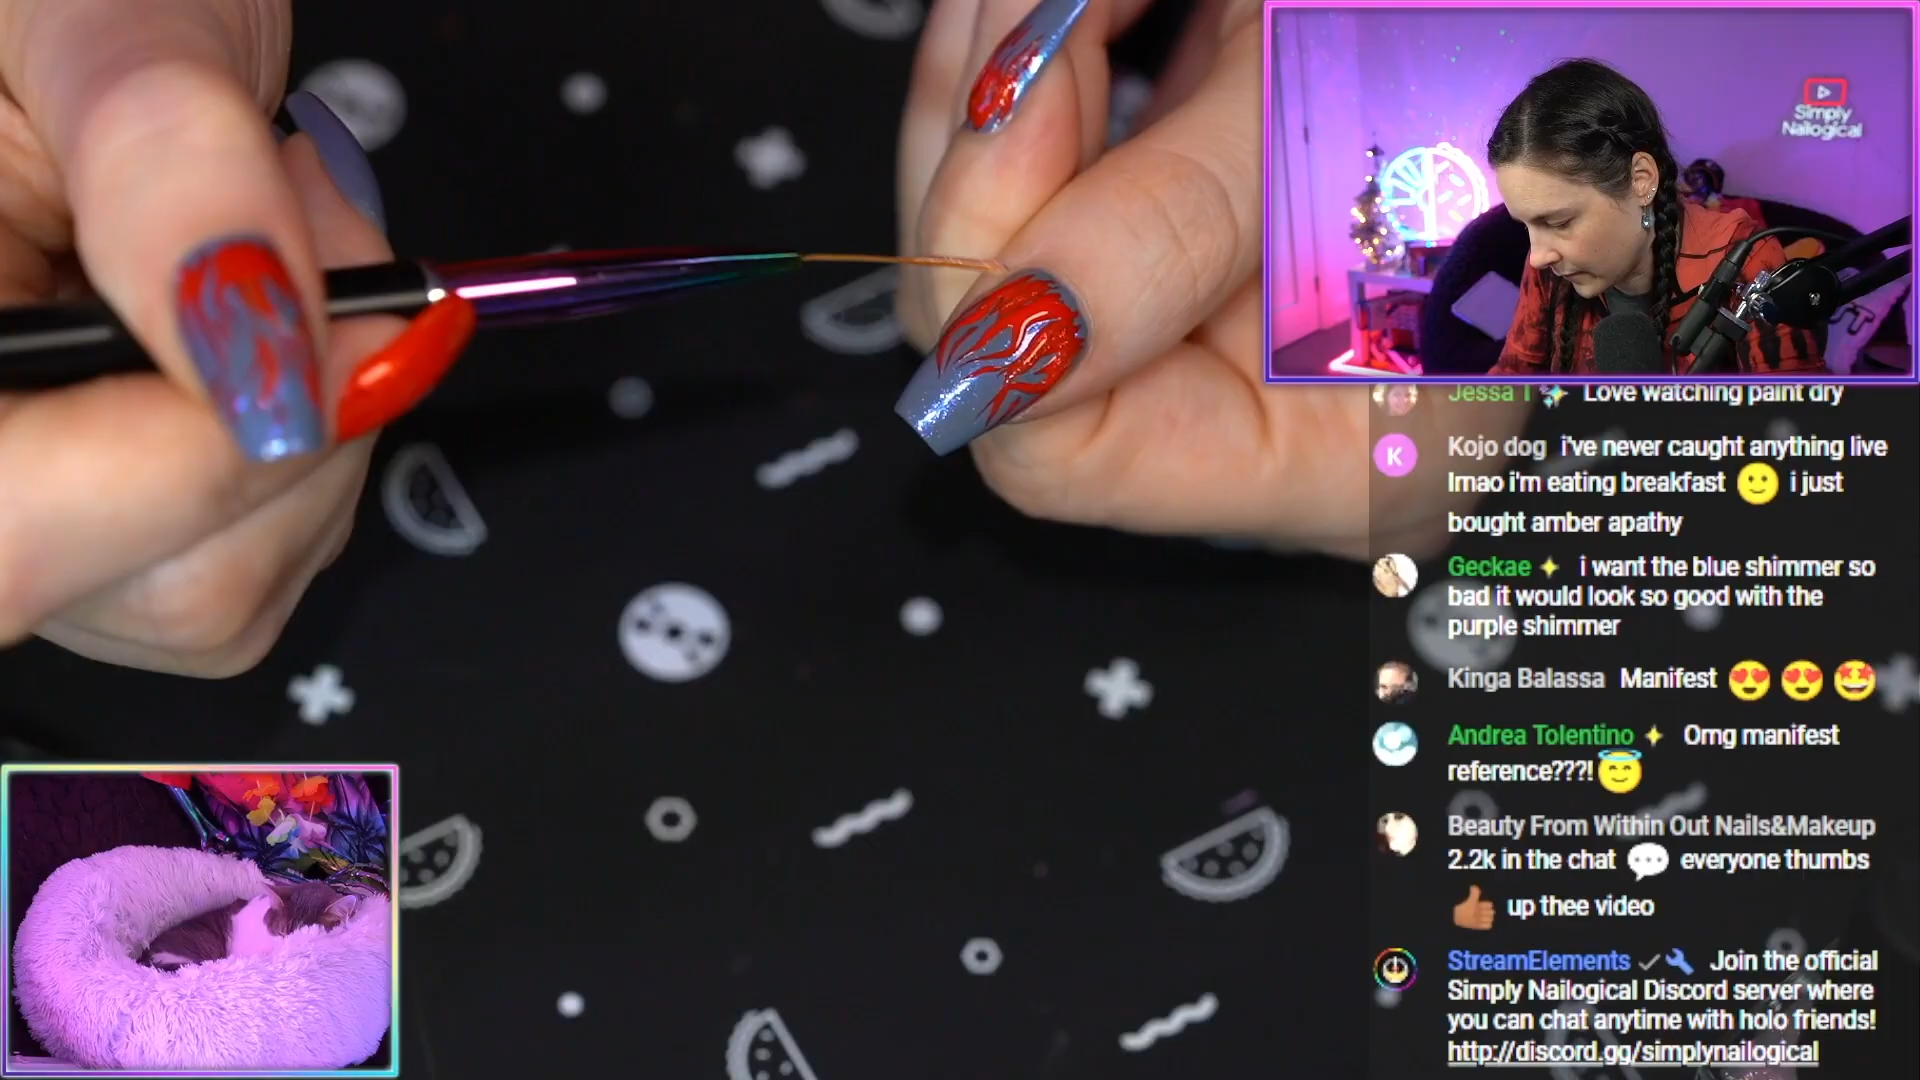 Simply
Nailogical
Jessa T Love watching paint dry
K
Kojo dog i've never caught anything live
lmao i'm eating breakfast 🙂 i just
bought amber apathy
Geckae i want the blue shimmer so
bad it would look so good with the
purple shimmer
Kinga Balassa Manifest 😍 😍 🤩
Andrea Tolentino Omg manifest
reference???! 😇
Beauty From Within Out Nails&Makeup
2.2k in the chat 💬 everyone thumbs
👍🏾 up thee video
StreamElements Join the official
Simply Nailogical Discord server where
you can chat anytime with holo friends!
http://discord.gg/simplynailogical